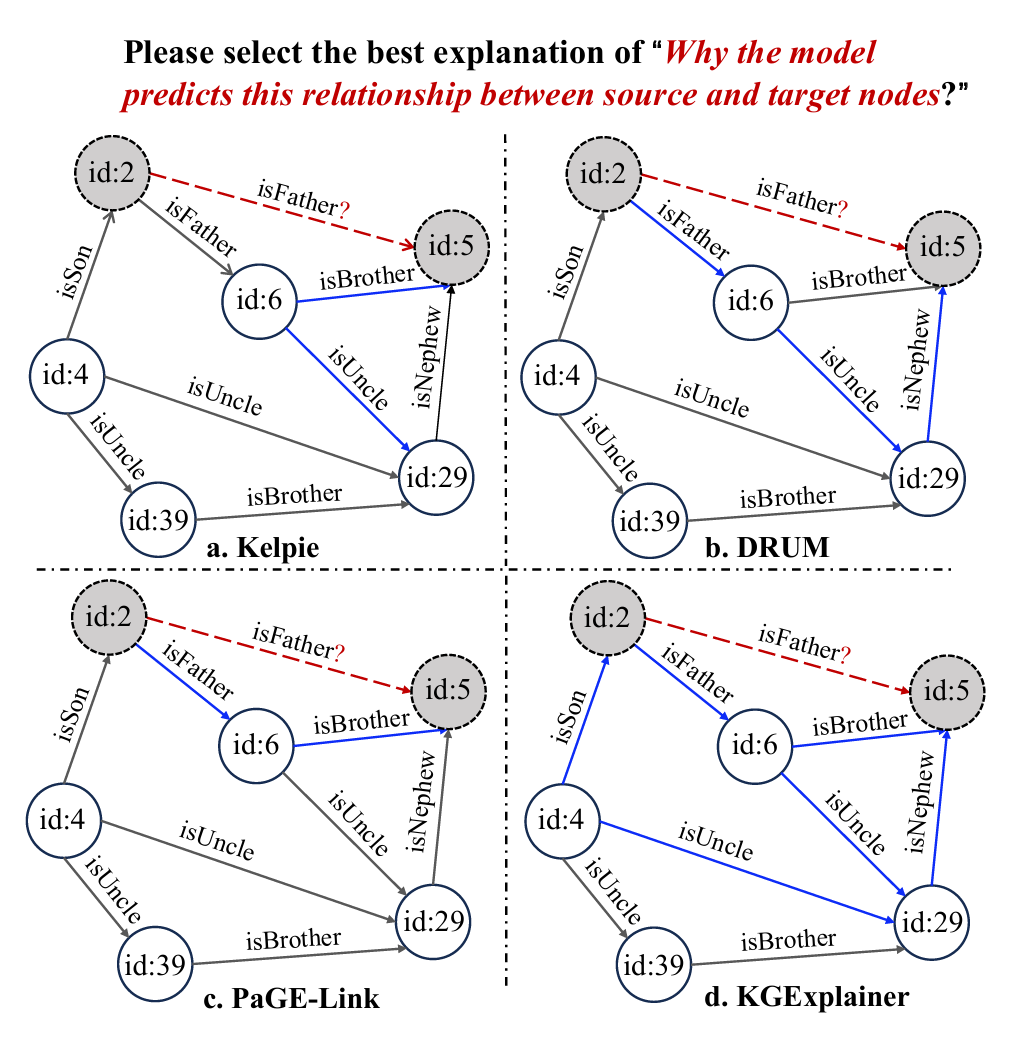 Please select the best explanation of “Why the model
predicts this relationship between source and target nodes?”
id:2
isFather?
id:5
isFather
isBrother
id:6
isSon
isUncle
isNephew
id:4
isUncle
isUncle
id:29
id:39
isBrother
a. Kelpie
id:2
isFather?
id:5
isFather
isBrother
id:6
isSon
isUncle
isNephew
id:4
isUncle
isUncle
id:29
id:39
isBrother
b. DRUM
id:2
isFather?
id:5
isFather
isBrother
id:6
isSon
isUncle
isNephew
id:4
isUncle
isUncle
id:29
id:39
isBrother
c. PaGE-Link
id:2
isFather?
id:5
isFather
isBrother
id:6
isSon
isUncle
isNephew
id:4
isUncle
isUncle
id:29
id:39
isBrother
d. KGExplainer